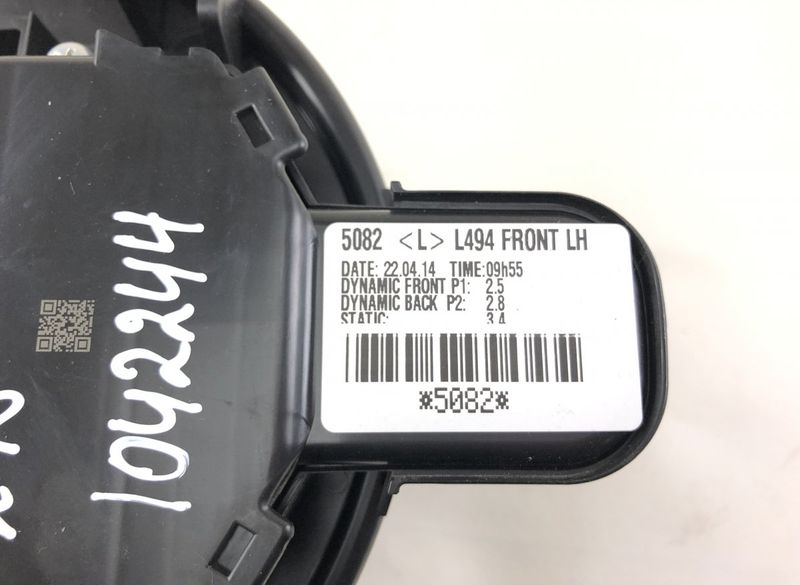 5082 <L> L494 FRONT LH
DATE: 22.04.14 TIME:09h55
DYNAMIC FRONT P1: 2.5
DYNAMIC BACK P2: 2.8
STATIC: 3.4
*5082*
1042244